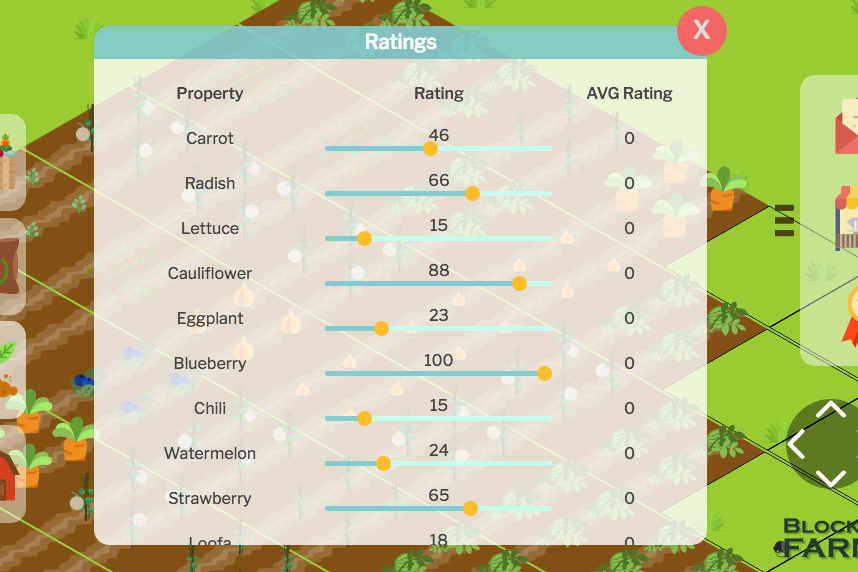 Ratings
X
Property Rating AVG Rating
Carrot 46 0
Radish 66 0
Lettuce 15 0
Cauliflower 88 0
Eggplant 23 0
Blueberry 100 0
Chili 15 0
Watermelon 24 0
Strawberry 65 0
Loofa 18 0
BLOCK
FARM